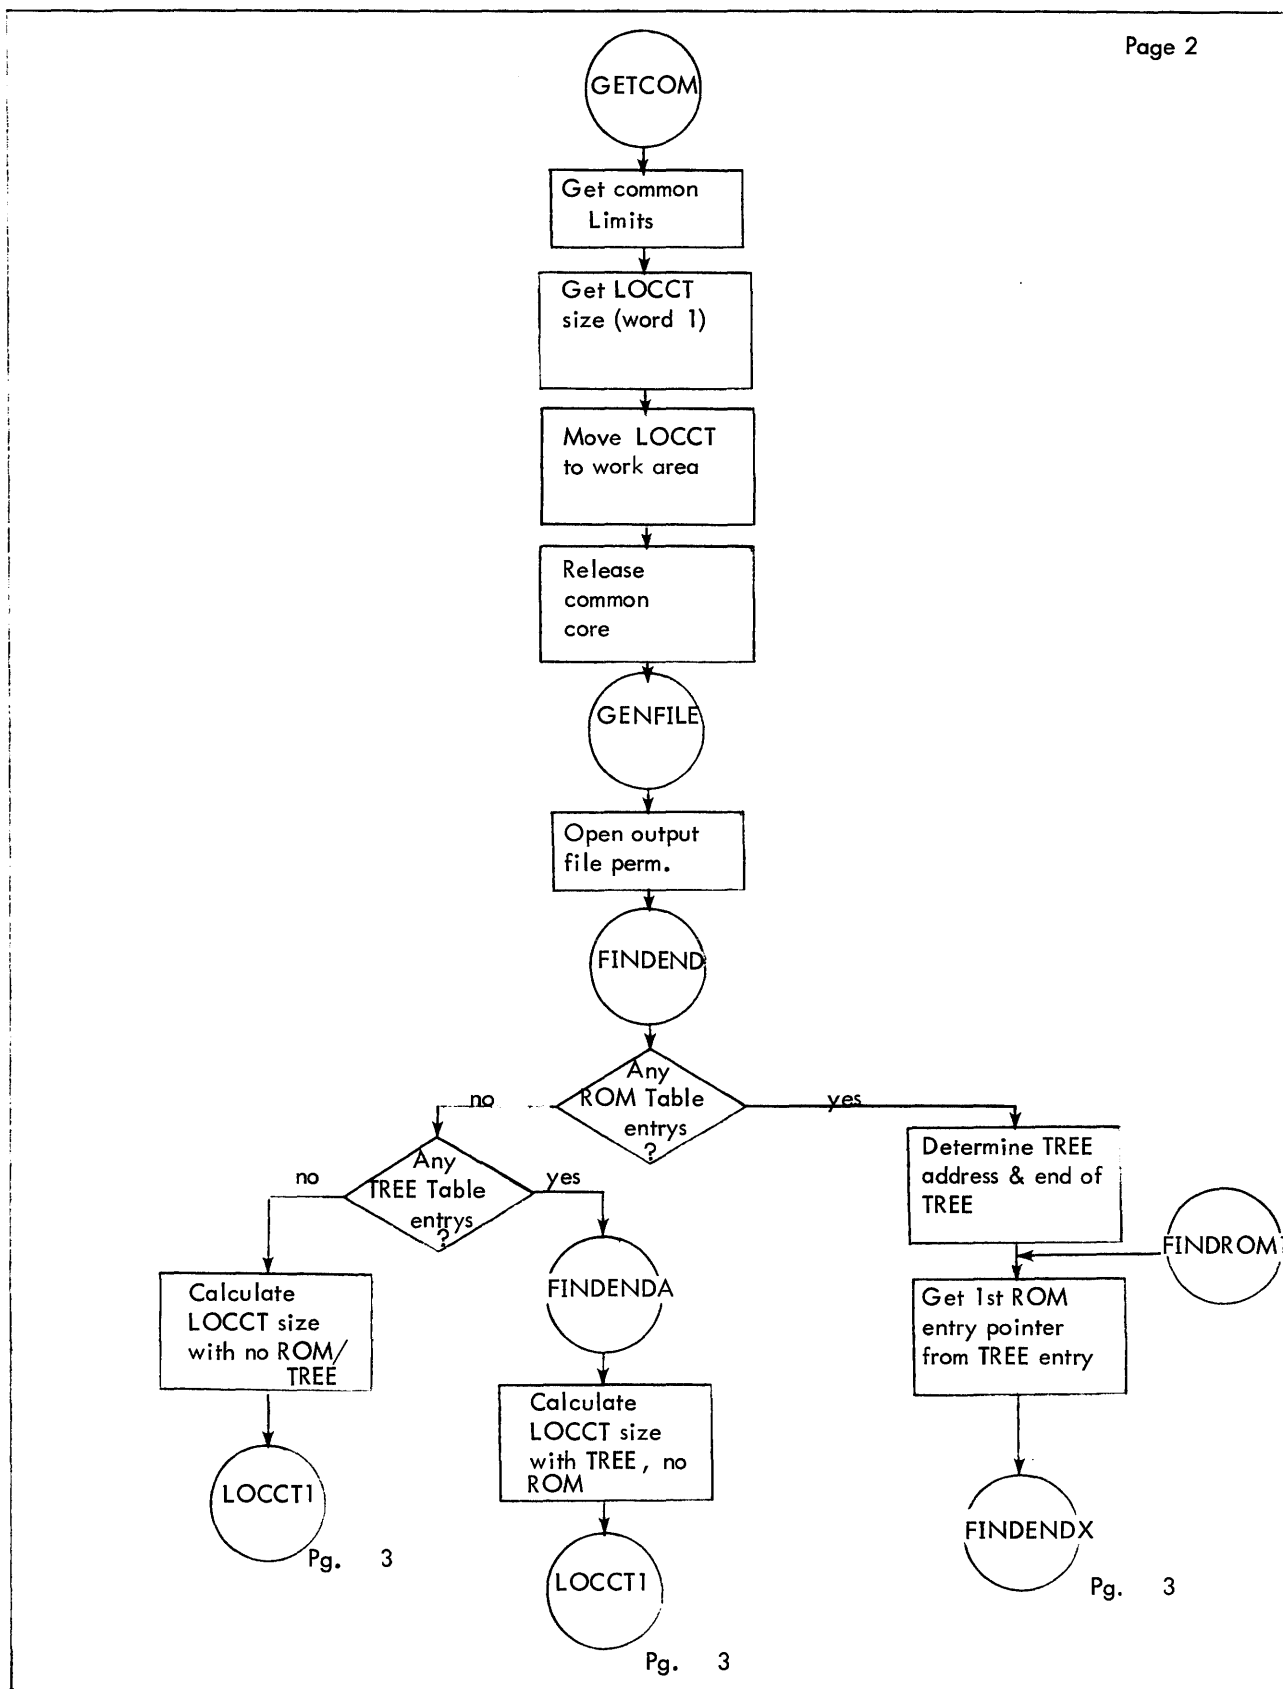 Page 2
GETCOM
Get common
Limits
Get LOCCT
size (word 1)
Move LOCCT
to work area
Release
common
core
GENFILE
Open output
file perm.
FINDEND
Any
ROM Table
entrys
?
no
yes
Any
TREE Table
entrys
?
no
yes
Determine TREE
address & end of
TREE
FINDROM1
Calculate
LOCCT size
with no ROM/
TREE
FINDENDA
Get 1st ROM
entry pointer
from TREE entry
Calculate
LOCCT size
with TREE, no
ROM
LOCCT1
Pg. 3
LOCCT1
Pg. 3
FINDENDX
Pg. 3